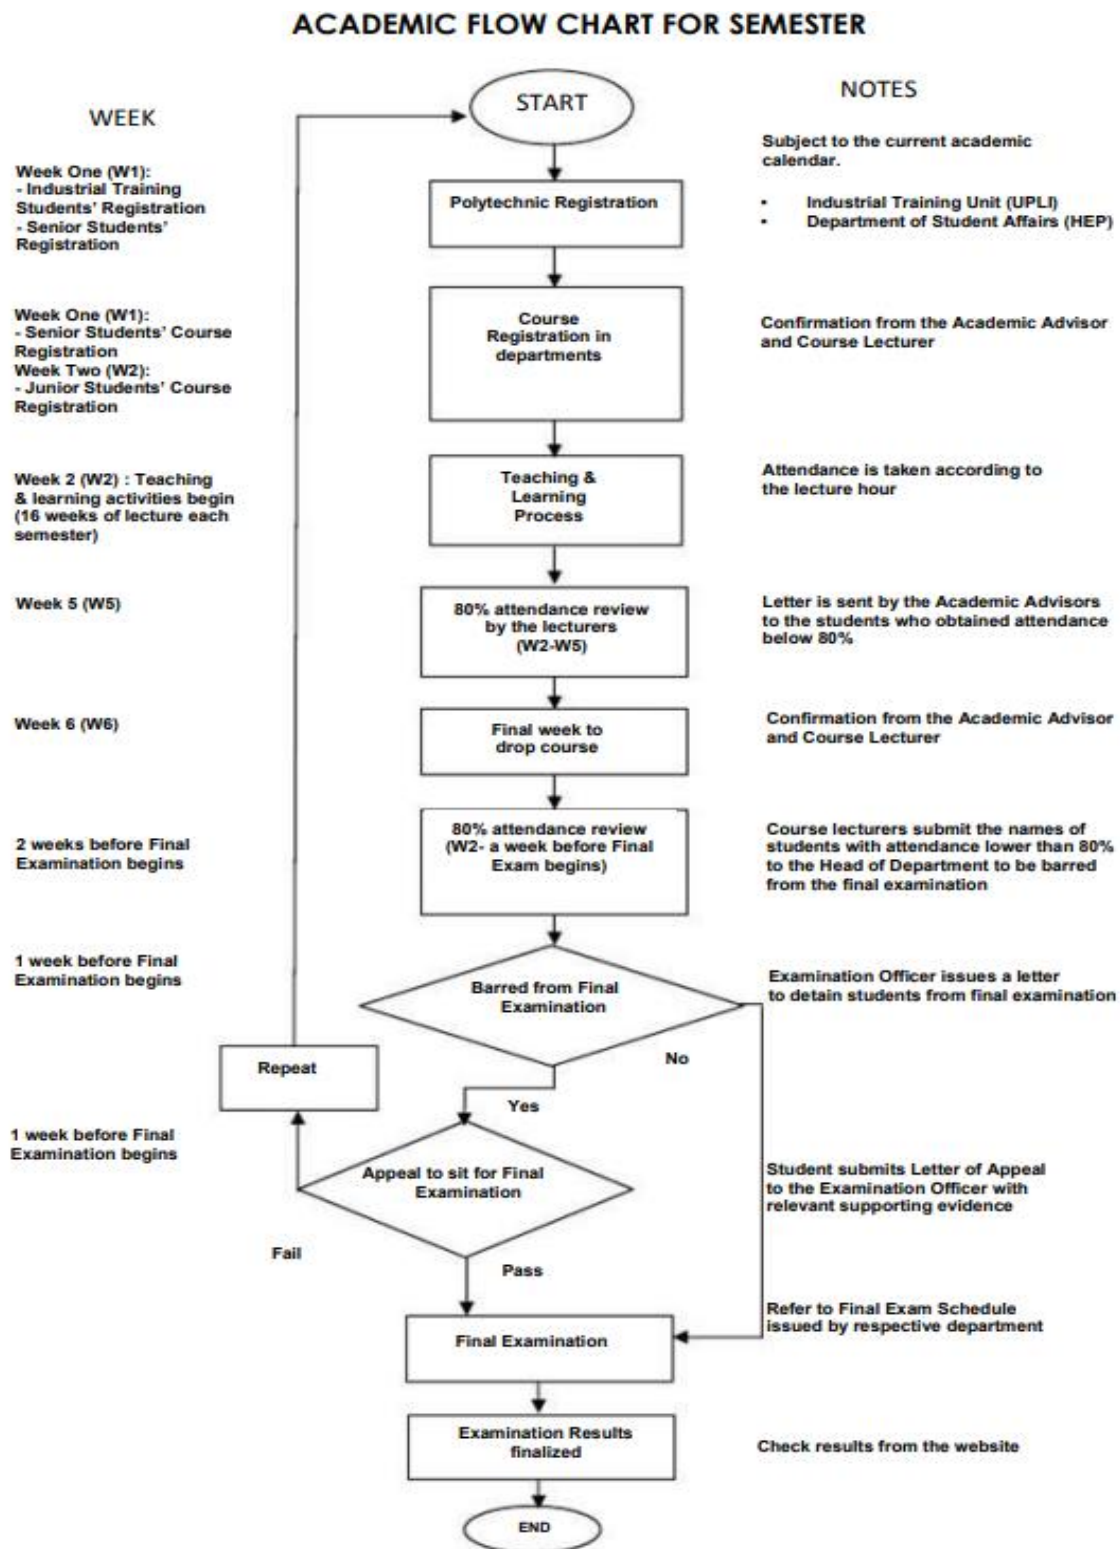 ACADEMIC FLOW CHART FOR SEMESTER
WEEK
START
NOTES
Week One (W1):
- Industrial Training
Students' Registration
- Senior Students'
Registration
Polytechnic Registration
Subject to the current academic
calendar.
• Industrial Training Unit (UPLI)
• Department of Student Affairs (HEP)
Week One (W1):
- Senior Students' Course
Registration
Week Two (W2):
- Junior Students' Course
Registration
Course
Registration in
departments
Confirmation from the Academic Advisor
and Course Lecturer
Week 2 (W2) : Teaching
& learning activities begin
(16 weeks of lecture each
semester)
Teaching &
Learning
Process
Attendance is taken according to
the lecture hour
Week 5 (W5)
80% attendance review
by the lecturers
(W2-W5)
Letter is sent by the Academic Advisors
to the students who obtained attendance
below 80%
Week 6 (W6)
Final week to
drop course
Confirmation from the Academic Advisor
and Course Lecturer
2 weeks before Final
Examination begins
80% attendance review
(W2- a week before Final
Exam begins)
Course lecturers submit the names of
students with attendance lower than 80%
to the Head of Department to be barred
from the final examination
1 week before Final
Examination begins
Barred from Final
Examination
Examination Officer issues a letter
to detain students from final examination
No
Repeat
Yes
1 week before Final
Examination begins
Appeal to sit for Final
Examination
Student submits Letter of Appeal
to the Examination Officer with
relevant supporting evidence
Fail
Pass
Final Examination
Refer to Final Exam Schedule
issued by respective department
Examination Results
finalized
Check results from the website
END